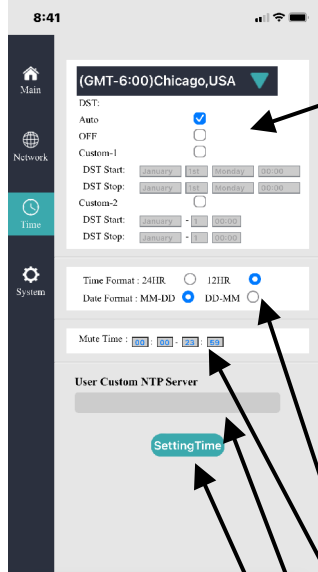 8:41
Main
Network
Time
System
(GMT-6:00)Chicago,USA
DST:
Auto
OFF
Custom-1
DST Start: January 1st Monday 00:00
DST Stop: January 1st Monday 00:00
Custom-2
DST Start: January - 1 00:00
DST Stop: January - 1 00:00
Time Format : 24HR 12HR
Date Format : MM-DD DD-MM
Mute Time : 00 : 00 - 23 : 59
User Custom NTP Server
SettingTime